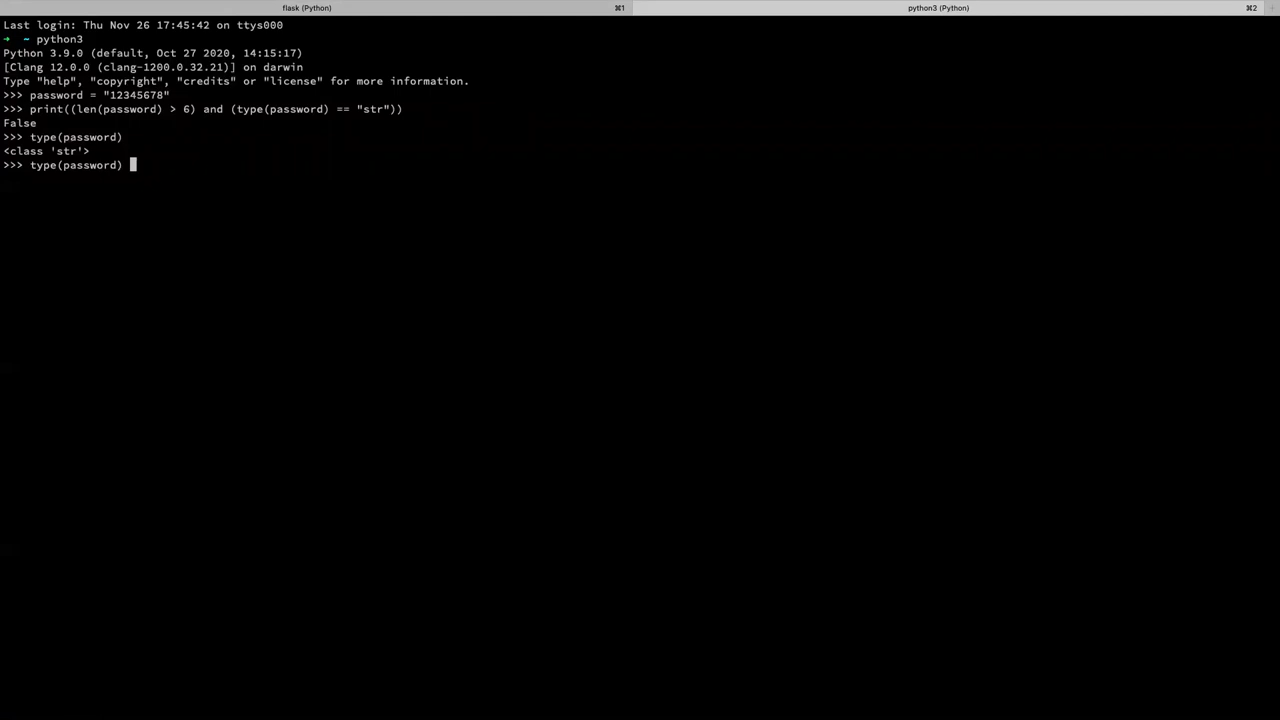 flask (Python) ⌘1 python3 (Python) ⌘2 +
Last login: Thu Nov 26 17:45:42 on ttys000
➜  ~ python3
Python 3.9.0 (default, Oct 27 2020, 14:15:17)
[Clang 12.0.0 (clang-1200.0.32.21)] on darwin
Type "help", "copyright", "credits" or "license" for more information.
>>> password = "12345678"
>>> print((len(password) > 6) and (type(password) == "str"))
False
>>> type(password)
<class 'str'>
>>> type(password)